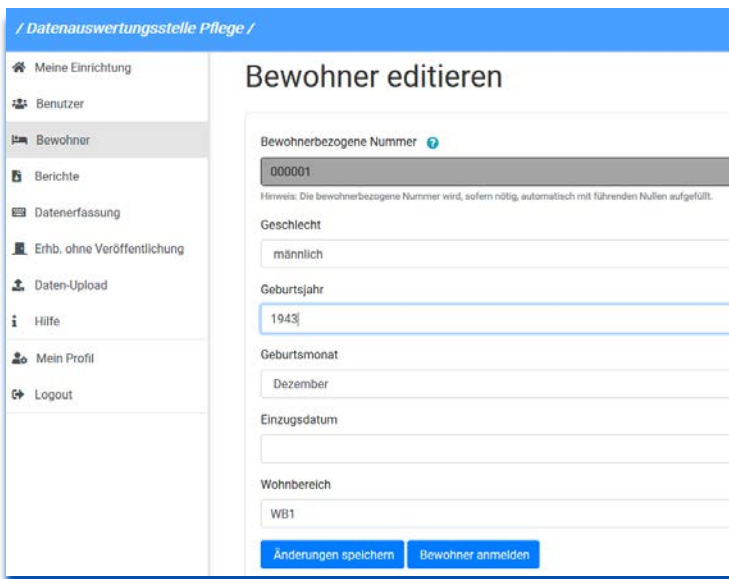 / Datenauswertungsstelle Pflege /
Meine Einrichtung
Benutzer
Bewohner
Berichte
Datenerfassung
Erhb. ohne Veröffentlichung
Daten-Upload
Hilfe
Mein Profil
Logout
Bewohner editieren
Bewohnerbezogene Nummer
000001
Hinweis: Die bewohnerbezogene Nummer wird, sofern nötig, automatisch mit führenden Nullen aufgefüllt.
Geschlecht
männlich
Geburtsjahr
1943
Geburtsmonat
Dezember
Einzugsdatum
Wohnbereich
WB1
Änderungen speichern Bewohner anmelden